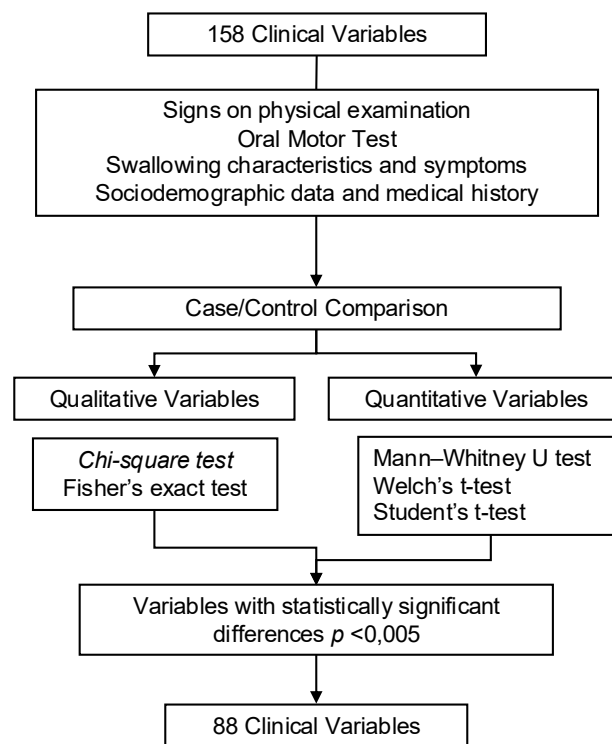 158 Clinical Variables
Signs on physical examination
Oral Motor Test
Swallowing characteristics and symptoms
Sociodemographic data and medical history
Case/Control Comparison
Qualitative Variables
Quantitative Variables
Chi-square test
Fisher’s exact test
Mann–Whitney U test
Welch’s t-test
Student’s t-test
Variables with statistically significant
differences p <0,005
88 Clinical Variables